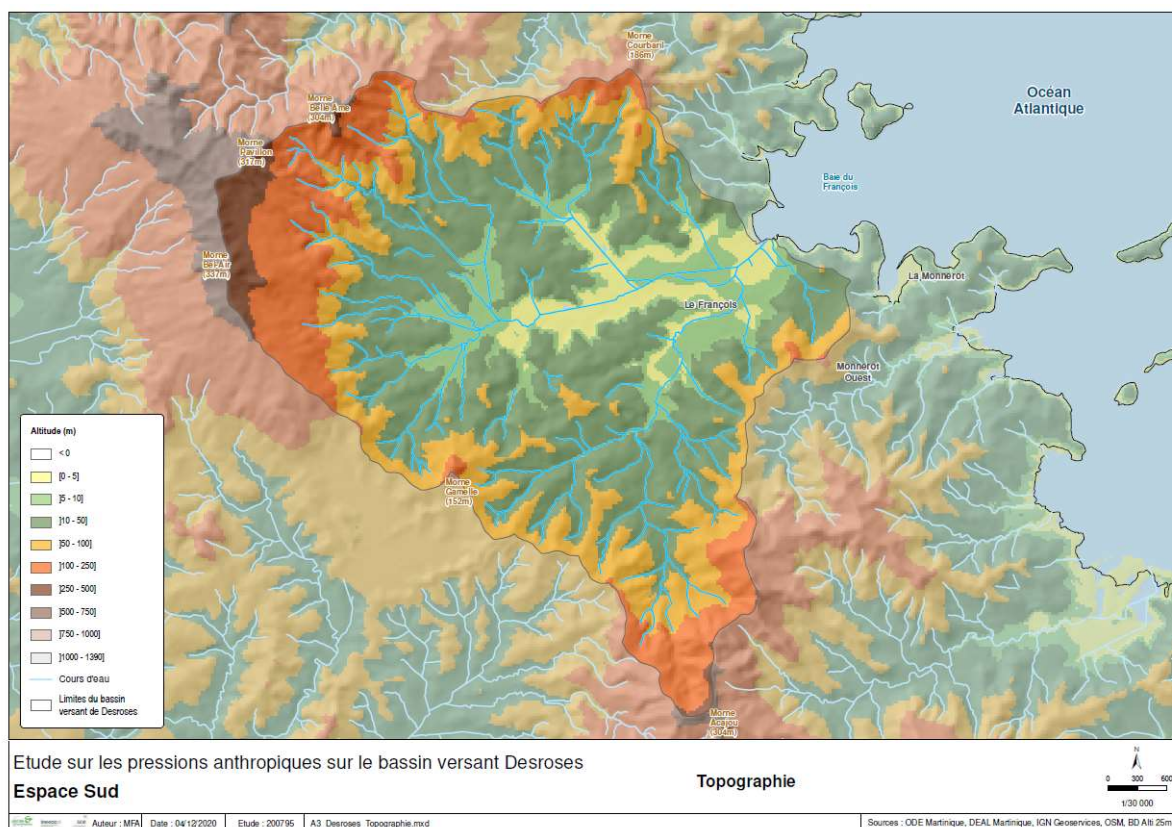 Morne
Courbaril
(186m)
Océan
Atlantique
Morne
Belle Ame
(304m)
Morne
Pavillon
(317m)
Baie du
François
Morne
Bel-Air
(337m)
La Monnerot
Le François
Monnerot
Ouest
Morne
Gamelle
(152m)
Morne
Acajou
(304m)
Altitude (m)
< 0
[0 - 5]
]5 - 10]
]10 - 50]
]50 - 100]
]100 - 250]
]250 - 500]
]500 - 750]
]750 - 1000]
]1000 - 1390]
Cours d'eau
Limites du bassin
versant de Desroses
Etude sur les pressions anthropiques sur le bassin versant Desroses
Espace Sud
Topographie
N
0 300 600
1/30 000
Auteur : MFA Date : 04/12/2020 Etude : 200795 A3_Desroses_Topographie.mxd
Sources : ODE Martinique, DEAL Martinique, IGN Geoservices, OSM, BD Alti 25m